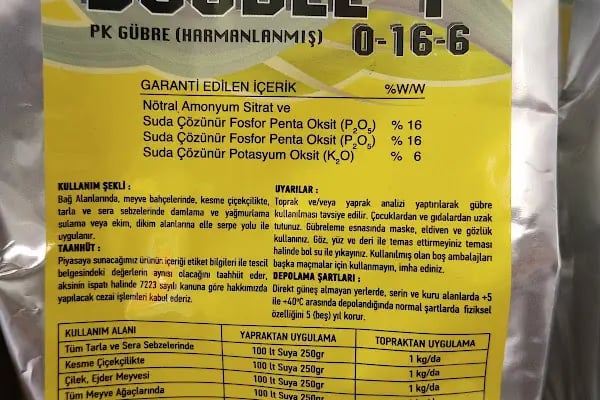 PK GÜBRE (HARMANLANMIŞ) 0-16-6
GARANTİ EDİLEN İÇERİK %W/W
Nötral Amonyum Sitrat ve
Suda Çözünür Fosfor Penta Oksit (P₂O₅) % 16
Suda Çözünür Fosfor Penta Oksit (P₂O₅) % 16
Suda Çözünür Potasyum Oksit (K₂O) % 6
KULLANIM ŞEKLİ :
Bağ Alanlarında, meyve bahçelerinde, kesme çiçekçilikte,
tarla ve sera sebzelerinde damlama ve yağmurlama
sulama veya ekim, dikim alanlarına elle serpe yolu ile
uygulanır.
TAAHHÜT :
Piyasaya sunacağımız ürünün içeriği etiket bilgileri ile tescil
belgesindeki değerlerin aynısı olacağını taahhüt eder,
aksinin ispatı halinde 7223 sayılı kanuna göre hakkımızda
yapılacak cezai işlemleri kabul ederiz.
UYARILAR :
Toprak ve/veya yaprak analizi yaptırılarak gübre
kullanılması tavsiye edilir. Çocuklardan ve gıdalardan uzak
tutunuz. Gübreleme esnasında maske, eldiven ve gözlük
kullanınız. Göz, yüz ve deri ile temas ettirmeyiniz teması
halinde bol su ile yıkayınız. Kullanılmış olan boş ambalajları
başka maçmalar için kullanmayın, imha ediniz.
DEPOLAMA ŞARTLARI :
Direkt güneş almayan yerlerde, serin ve kuru alanlarda +5
ile +40°C arasında depolandığında normal şartlarda fiziksel
özelliğini 5 (beş) yıl korur.
KULLANIM ALANI YAPRAKTAN UYGULAMA TOPRAKTAN UYGULAMA
Tüm Tarla ve Sera Sebzelerinde 100 lt Suya 250gr 1 kg/da
Kesme Çiçekçilikte 100 lt Suya 250gr 1 kg/da
Çilek, Ejder Meyvesi 100 lt Suya 250gr 1 kg/da
Tüm Meyve Ağaçlarında 100 lt Suya 250gr 1 kg/da